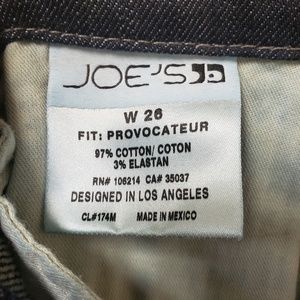 JOE'S
W 26
FIT: PROVOCATEUR
97% COTTON/ COTON
3% ELASTAN
RN# 106214 CA# 35037
DESIGNED IN LOS ANGELES
CL#174M MADE IN MEXICO